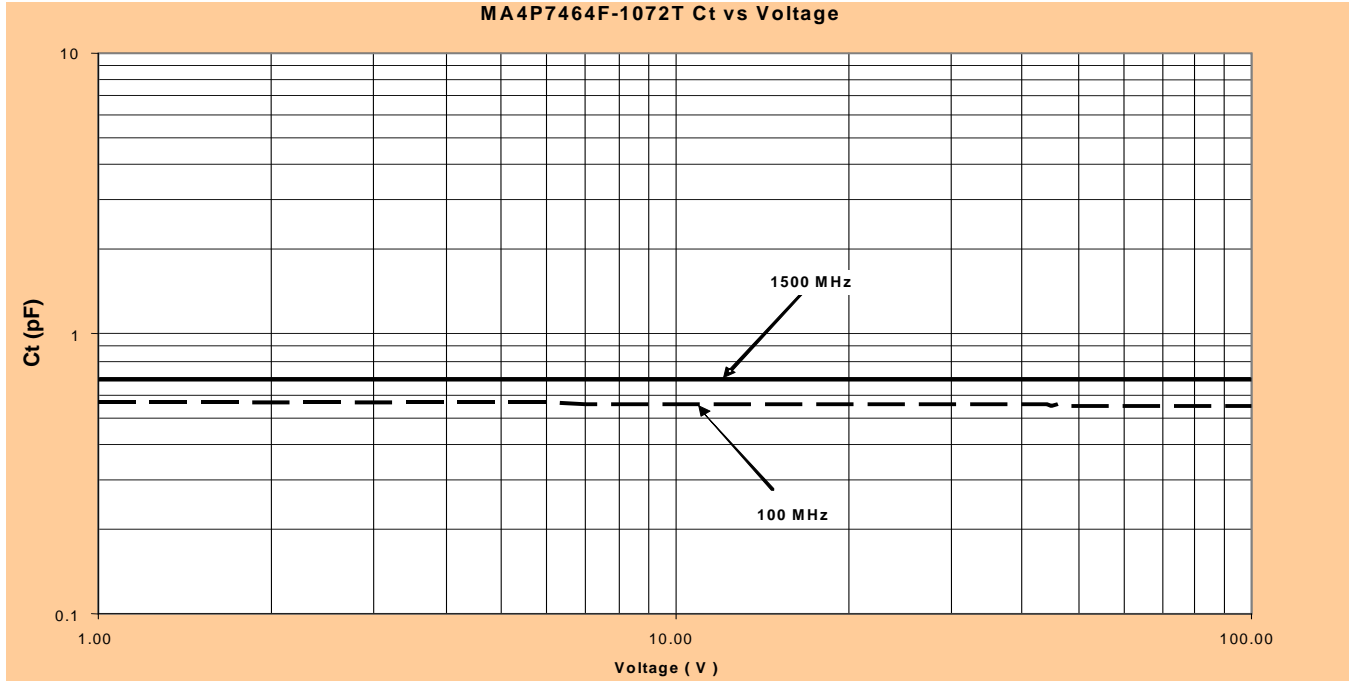 MA4P7464F-1072T Ct vs Voltage
10
1500 MHz
Ct (pF)
1
100 MHz
0.1
1.00
10.00
100.00
Voltage ( V )